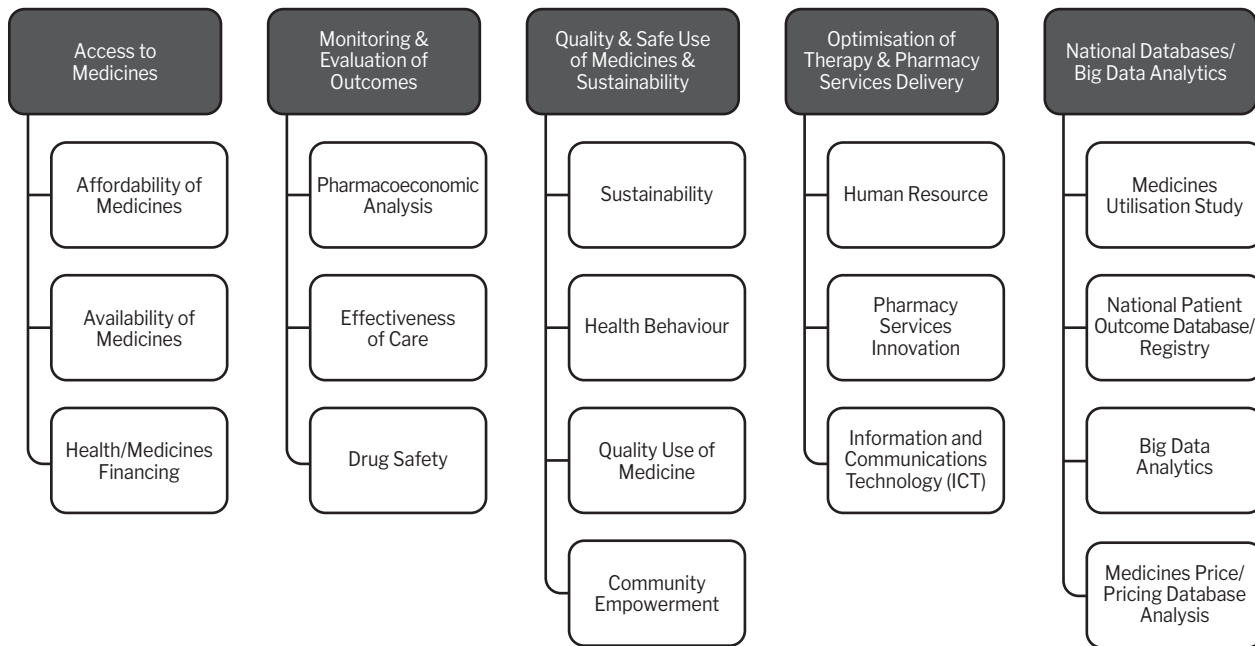 Access to
Medicines
Affordability of
Medicines
Availability of
Medicines
Health/Medicines
Financing
Monitoring &
Evaluation of
Outcomes
Pharmacoeconomic
Analysis
Effectiveness
of Care
Drug Safety
Quality & Safe Use
of Medicines &
Sustainability
Sustainability
Health Behaviour
Quality Use of
Medicine
Community
Empowerment
Optimisation of
Therapy & Pharmacy
Services Delivery
Human Resource
Pharmacy
Services
Innovation
Information and
Communications
Technology (ICT)
National Databases/
Big Data Analytics
Medicines
Utilisation Study
National Patient
Outcome Database/
Registry
Big Data
Analytics
Medicines Price/
Pricing Database
Analysis